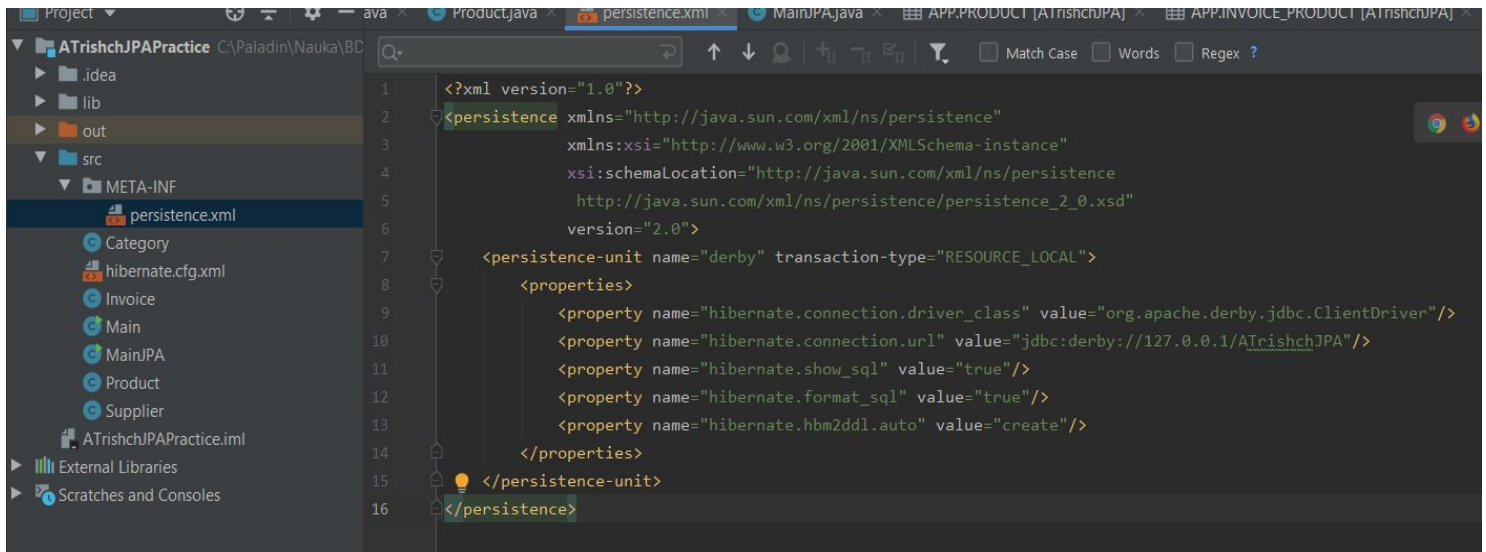 Project
ava
Product.java
persistence.xml
MainJPA.java
APP.PRODUCT [ATrishchJPA]
APP.INVOICE_PRODUCT [ATrishchJPA]
ATrishchJPAPractice C:\Paladin\Nauka\BD
.idea
lib
out
src
META-INF
persistence.xml
Category
hibernate.cfg.xml
Invoice
Main
MainJPA
Product
Supplier
ATrishchJPAPractice.iml
External Libraries
Scratches and Consoles
Match Case
Words
Regex ?
1 <?xml version="1.0"?>
2 <persistence xmlns="http://java.sun.com/xml/ns/persistence"
3 xmlns:xsi="http://www.w3.org/2001/XMLSchema-instance"
4 xsi:schemaLocation="http://java.sun.com/xml/ns/persistence
5 http://java.sun.com/xml/ns/persistence/persistence_2_0.xsd"
6 version="2.0">
7 <persistence-unit name="derby" transaction-type="RESOURCE_LOCAL">
8 <properties>
9 <property name="hibernate.connection.driver_class" value="org.apache.derby.jdbc.ClientDriver"/>
10 <property name="hibernate.connection.url" value="jdbc:derby://127.0.0.1/ATrishchJPA"/>
11 <property name="hibernate.show_sql" value="true"/>
12 <property name="hibernate.format_sql" value="true"/>
13 <property name="hibernate.hbm2ddl.auto" value="create"/>
14 </properties>
15 </persistence-unit>
16 </persistence>